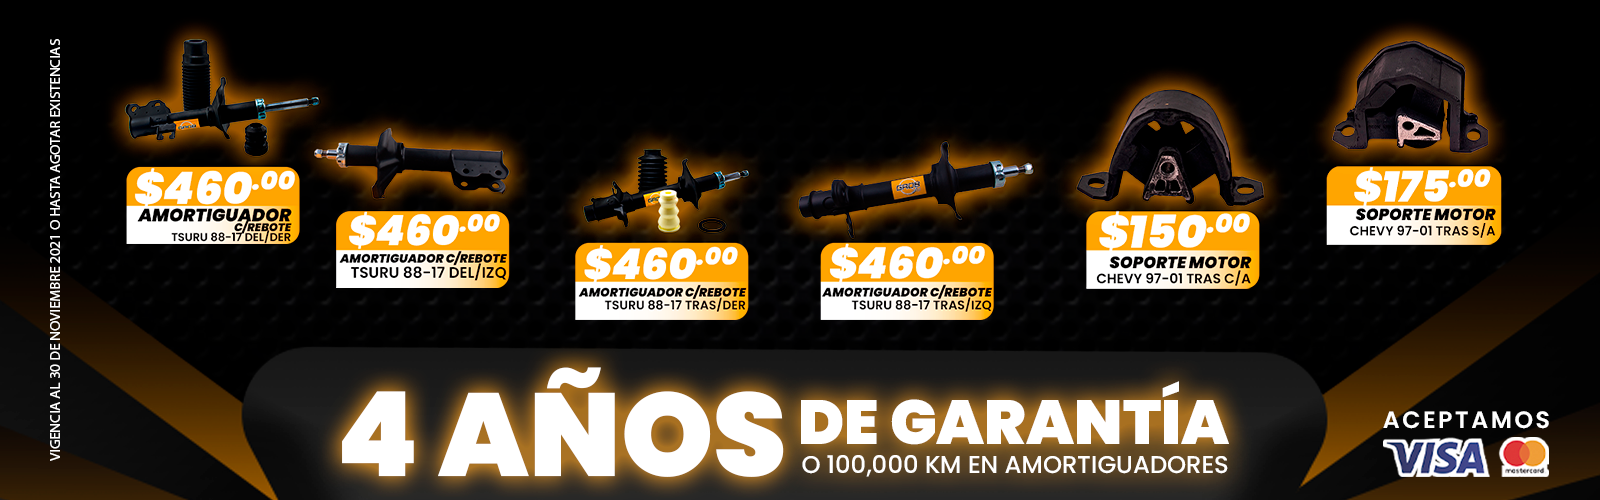 VIGENCIA AL 30 DE NOVIEMBRE 2021 O HASTA AGOTAR EXISTENCIAS
$460.00
AMORTIGUADOR
C/REBOTE
TSURU 88-17 DEL/DER
$460.00
AMORTIGUADOR C/REBOTE
TSURU 88-17 DEL/IZQ
$460.00
AMORTIGUADOR C/REBOTE
TSURU 88-17 TRAS/DER
GROB
$460.00
AMORTIGUADOR C/REBOTE
TSURU 88-17 TRAS/IZQ
$150.00
SOPORTE MOTOR
CHEVY 97-01 TRAS C/A
$175.00
SOPORTE MOTOR
CHEVY 97-01 TRAS S/A
4 AÑOS DE GARANTÍA
O 100,000 KM EN AMORTIGUADORES
ACEPTAMOS
VISA mastercard